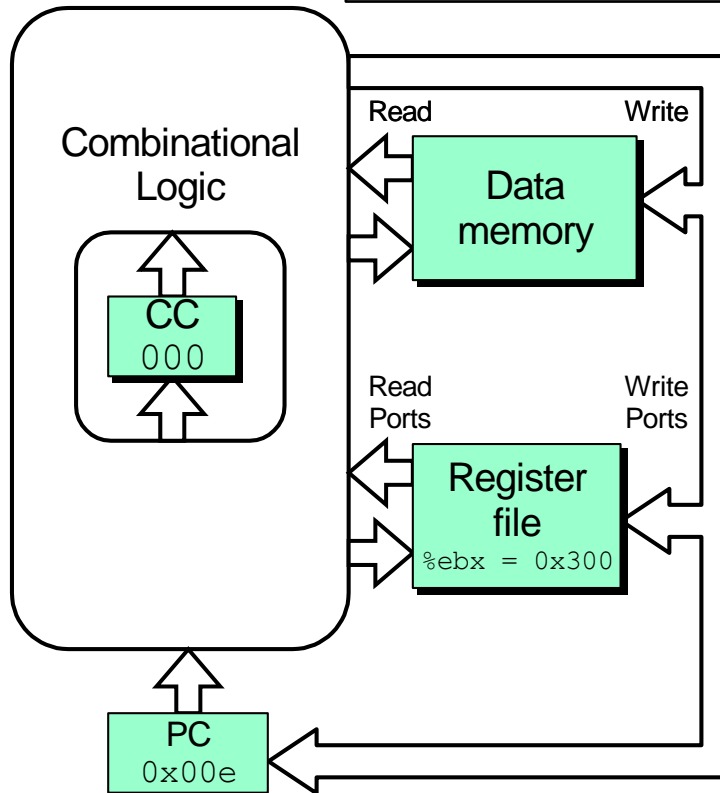 Combinational
Logic
CC
000
Read
Write
Data
memory
Read
Ports
Write
Ports
Register
file
%ebx = 0x300
PC
0x00e